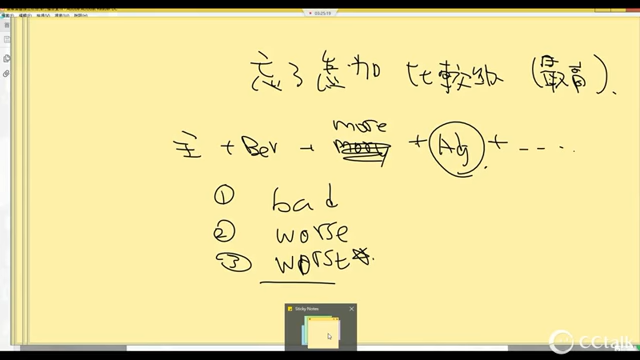 忘了怎加 比較級 (最高).
more
主 + Be v + + Adj + ....
① bad
② worse
③ worst
Sticky Notes
CCtalk